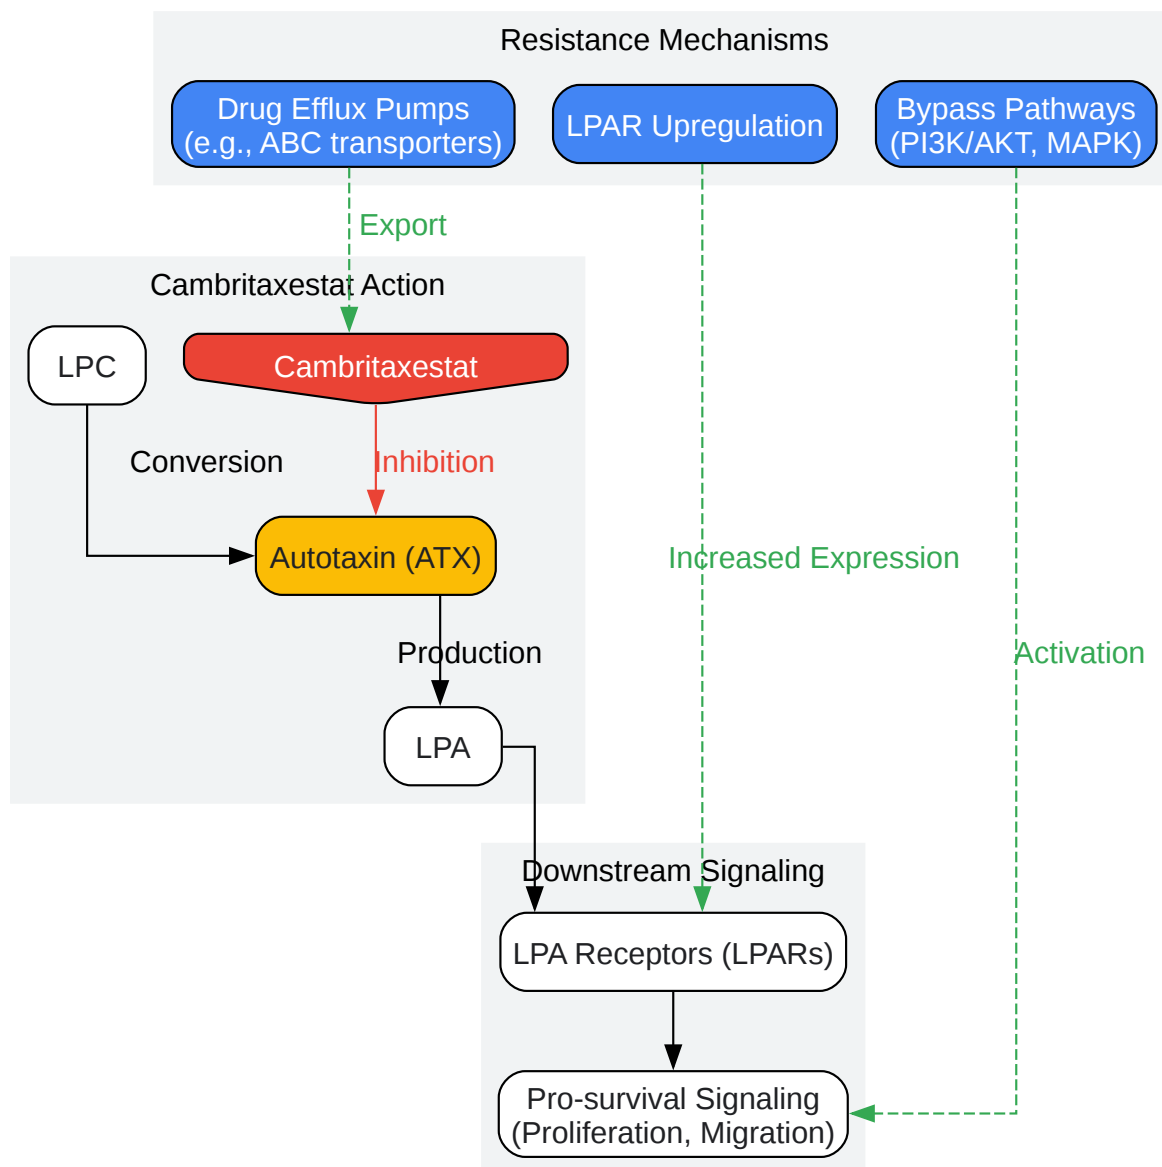 Resistance Mechanisms
Drug Efflux Pumps
(e.g., ABC transporters)
LPAR Upregulation
Bypass Pathways
(PI3K/AKT, MAPK)
Export
Cambritaxestat Action
LPC
Cambritaxestat
Conversion
Inhibition
Autotaxin (ATX)
Increased Expression
Production
Activation
LPA
Downstream Signaling
LPA Receptors (LPARs)
Pro-survival Signaling
(Proliferation, Migration)